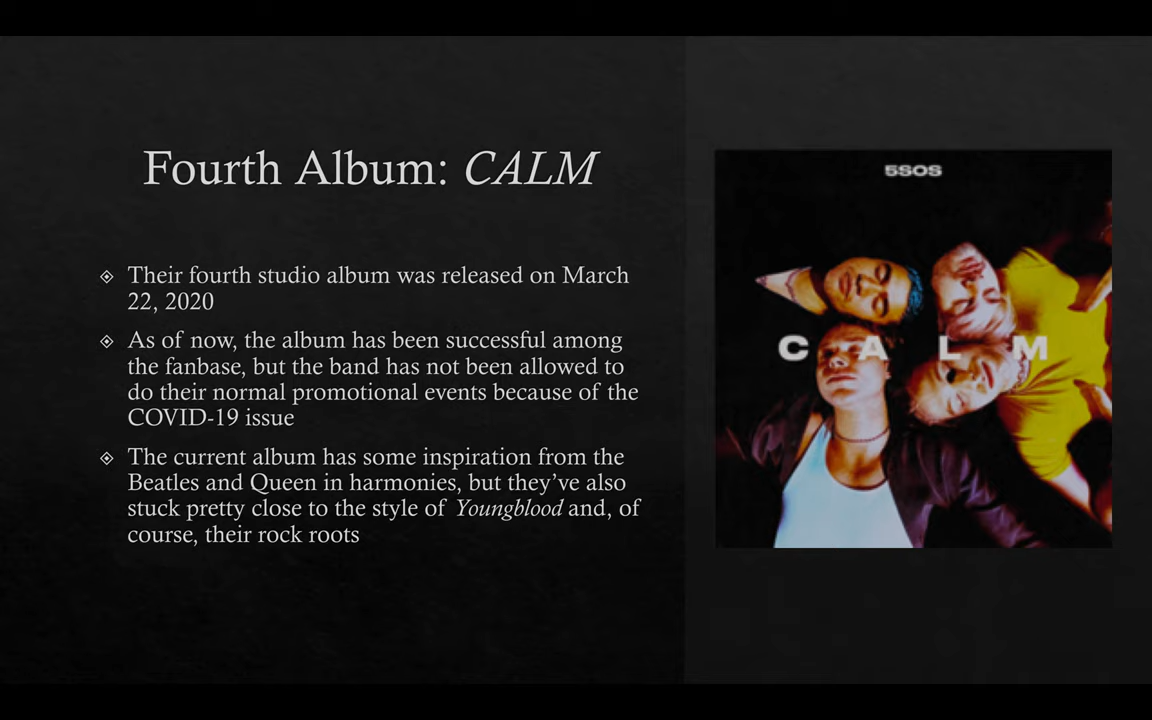 Fourth Album: CALM
Their fourth studio album was released on March
22, 2020
As of now, the album has been successful among
the fanbase, but the band has not been allowed to
do their normal promotional events because of the
COVID-19 issue
The current album has some inspiration from the
Beatles and Queen in harmonies, but they've also
stuck pretty close to the style of Youngblood and, of
course, their rock roots
5SOS
C A L M